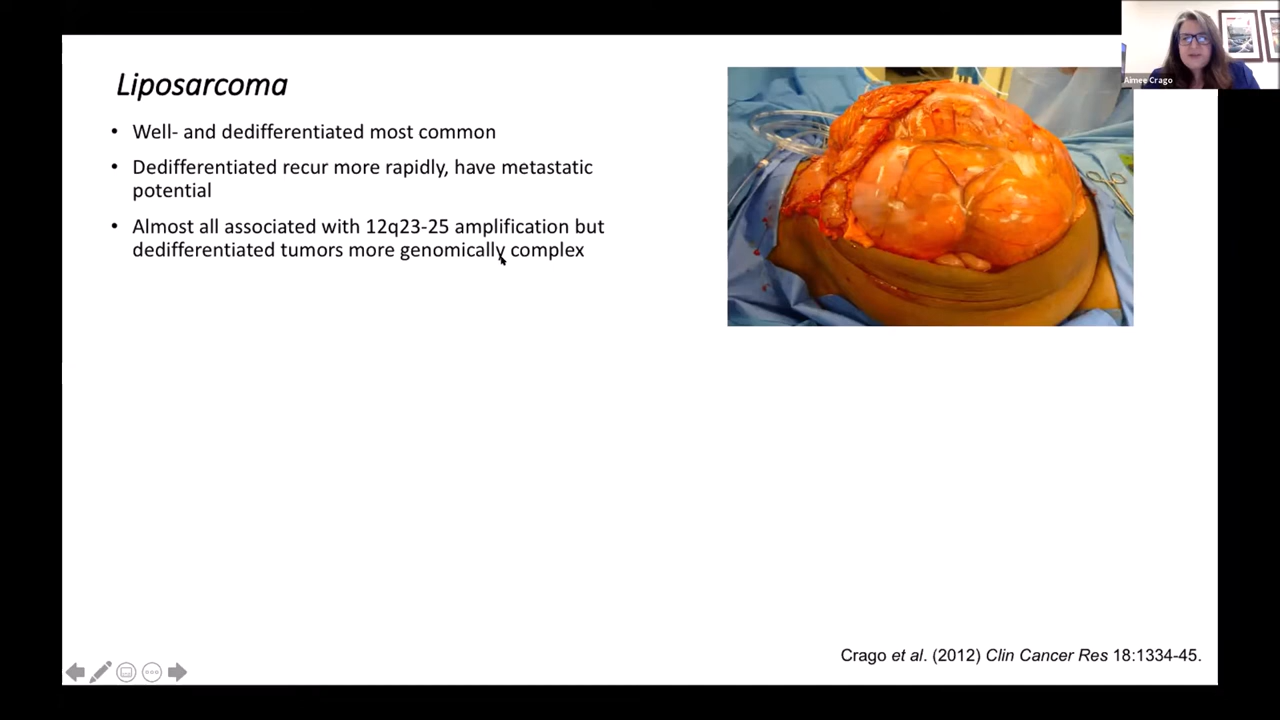 Liposarcoma
• Well- and dedifferentiated most common
• Dedifferentiated recur more rapidly, have metastatic
potential
• Almost all associated with 12q23-25 amplification but
dedifferentiated tumors more genomically complex
Aimee Crago
Crago et al. (2012) Clin Cancer Res 18:1334-45.